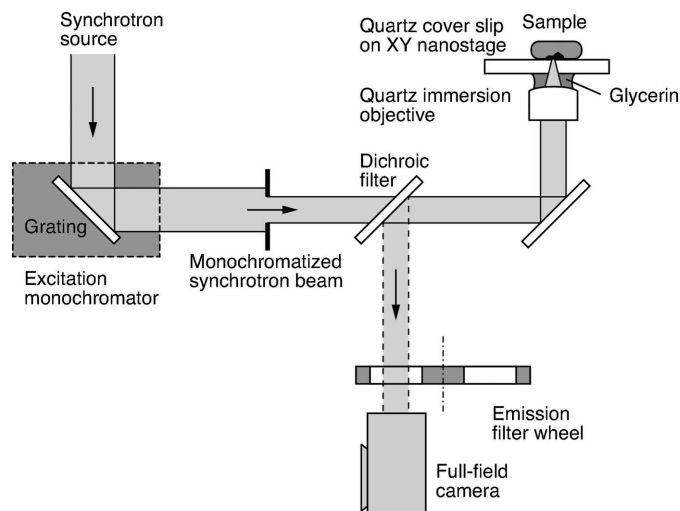 Synchrotron
source
Quartz cover slip
on XY nanostage
Sample
Quartz immersion
objective
Glycerin
Dichroic
filter
Grating
Monochromatized
synchrotron beam
Excitation
monochromator
Emission
filter wheel
Full-field
camera